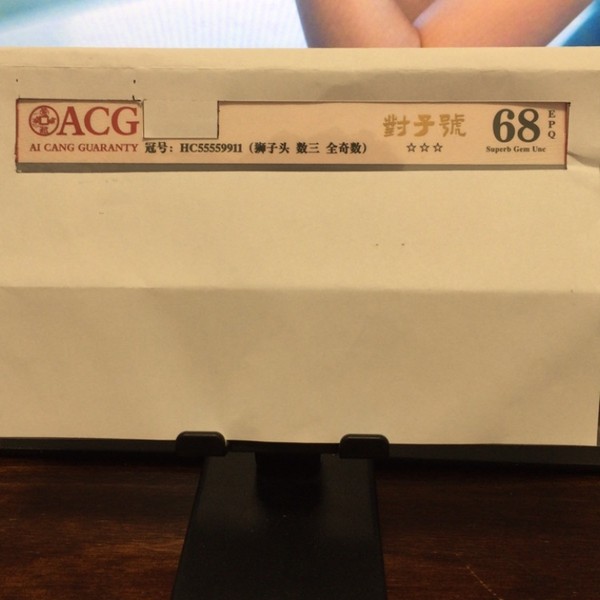 ACG
AI CANG GUARANTY
冠号：HC55559911（狮子头 数三 全奇数）
對子號
☆☆☆
68
EPQ
Superb Gem Unc